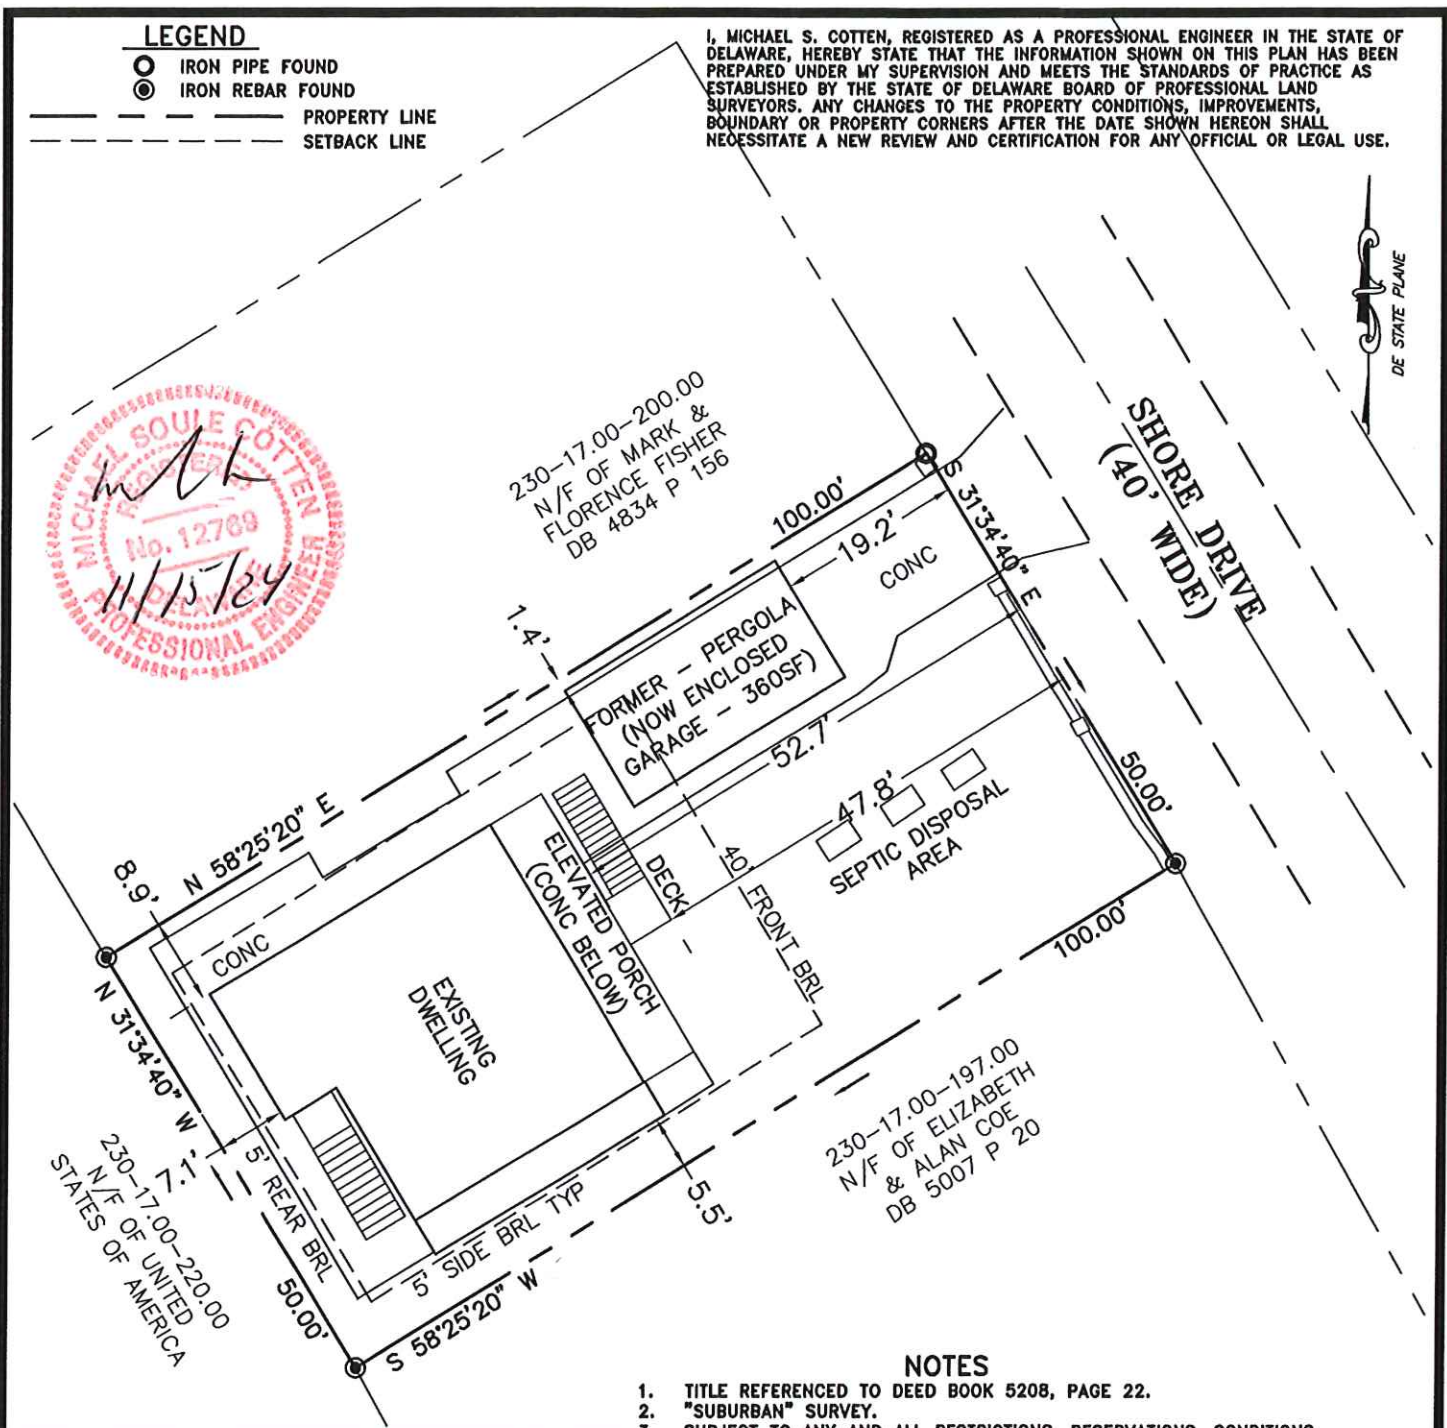 LEGEND
IRON PIPE FOUND
IRON REBAR FOUND
PROPERTY LINE
SETBACK LINE
I, MICHAEL S. COTTEN, REGISTERED AS A PROFESSIONAL ENGINEER IN THE STATE OF
DELAWARE, HEREBY STATE THAT THE INFORMATION SHOWN ON THIS PLAN HAS BEEN
PREPARED UNDER MY SUPERVISION AND MEETS THE STANDARDS OF PRACTICE AS
ESTABLISHED BY THE STATE OF DELAWARE BOARD OF PROFESSIONAL LAND
SURVEYORS. ANY CHANGES TO THE PROPERTY CONDITIONS, IMPROVEMENTS,
BOUNDARY OR PROPERTY CORNERS AFTER THE DATE SHOWN HEREON SHALL
NECESSITATE A NEW REVIEW AND CERTIFICATION FOR ANY OFFICIAL OR LEGAL USE.
DE STATE PLANE
MICHAEL SOULE COTTEN
REGISTERED
No. 12769
11/15/24
DELAWARE
PROFESSIONAL ENGINEER
230-17.00-200.00
N/F OF MARK &
FLORENCE FISHER
DB 4834 P 156
SHORE DRIVE
(40' WIDE)
100.00'
19.2'
CONC
S 31°34'40" E
1.4'
FORMER - PERGOLA
(NOW ENCLOSED
GARAGE - 360SF)
52.7'
47.8'
50.00'
SEPTIC DISPOSAL
AREA
N 58°25'20" E
8.9'
CONC
ELEVATED PORCH
(CONC BELOW)
DECK
40' FRONT BRL
100.00'
EXISTING
DWELLING
N 31°34'40" W
7.1'
5' REAR BRL
5' SIDE BRL TYP
5.5'
230-17.00-197.00
N/F OF ELIZABETH
& ALAN COE
DB 5007 P 20
230-17.00-220.00
N/F OF UNITED
STATES OF AMERICA
50.00'
S 58°25'20" W
NOTES
1. TITLE REFERENCED TO DEED BOOK 5208, PAGE 22.
2. "SUBURBAN" SURVEY.
3. SUBJECT TO ANY AND ALL RESTRICTIONS, RESERVATIONS, CONDITIONS,